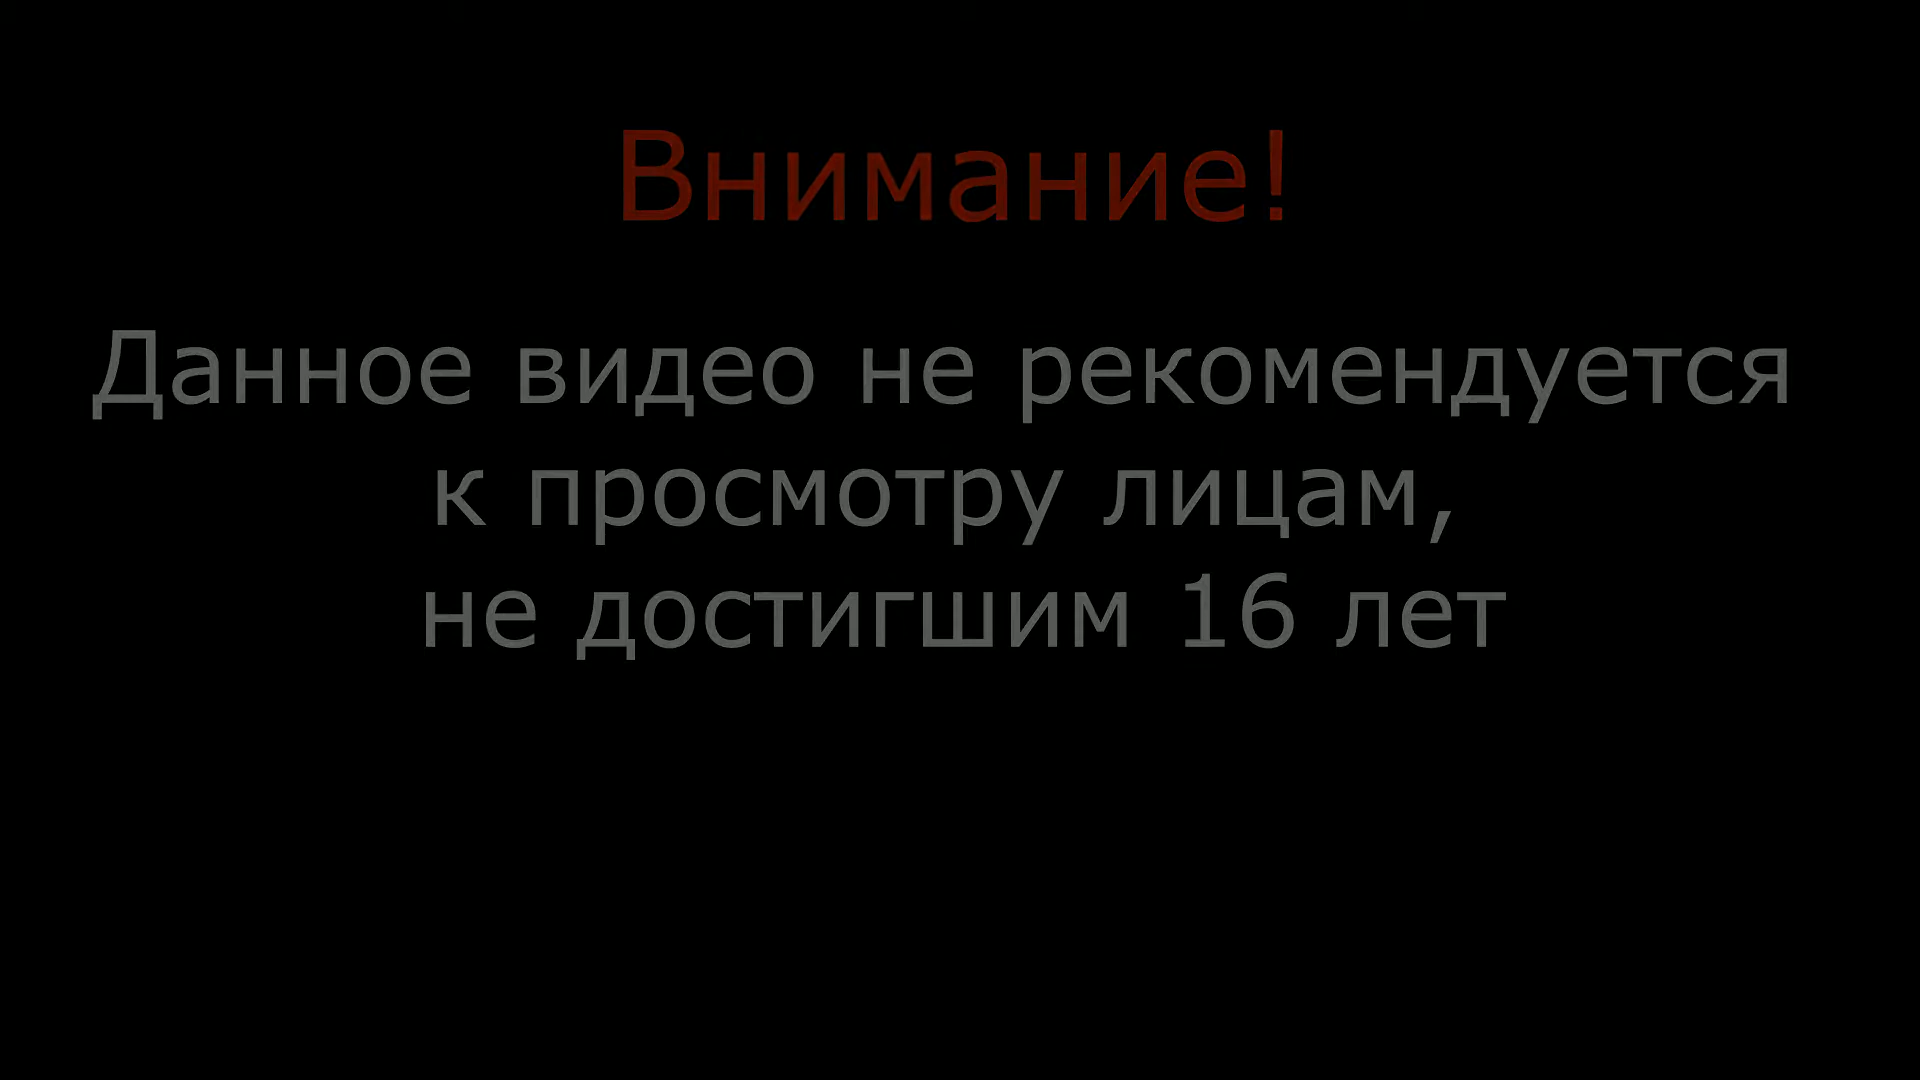 Внимание!
Данное видео не рекомендуется
к просмотру лицам,
не достигшим 16 лет